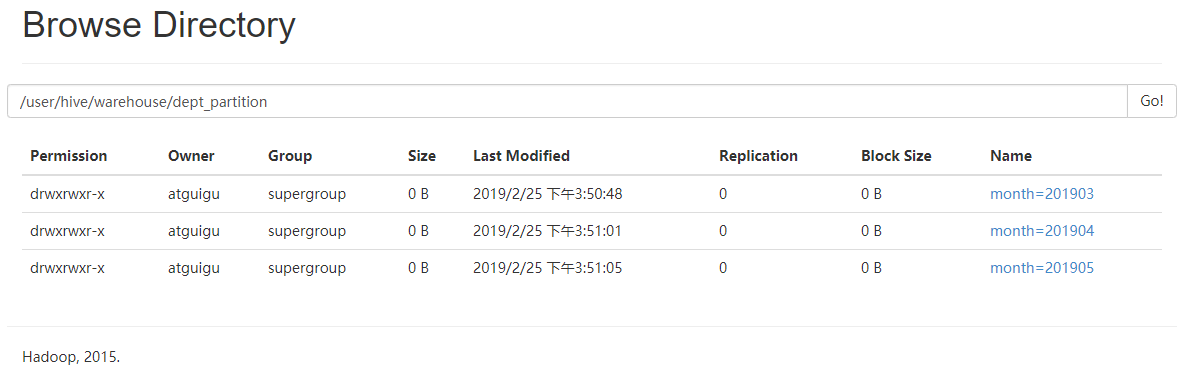 Browse Directory
/user/hive/warehouse/dept_partition Go!
Permission Owner Group Size Last Modified Replication Block Size Name
drwxrwxr-x atguigu supergroup 0 B 2019/2/25 下午3:50:48 0 0 B month=201903
drwxrwxr-x atguigu supergroup 0 B 2019/2/25 下午3:51:01 0 0 B month=201904
drwxrwxr-x atguigu supergroup 0 B 2019/2/25 下午3:51:05 0 0 B month=201905
Hadoop, 2015.